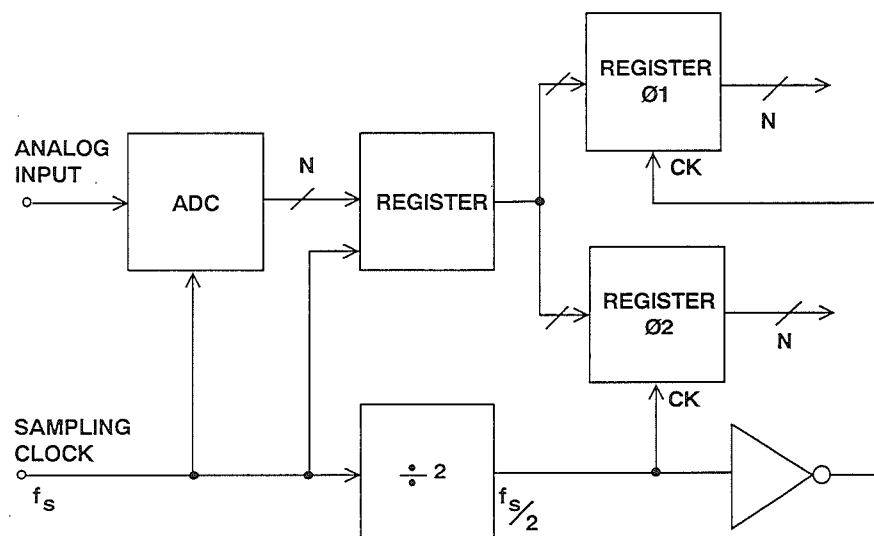 REGISTER
Ø1
N
CK
ANALOG
INPUT
ADC
N
REGISTER
REGISTER
Ø2
N
CK
SAMPLING
CLOCK
fs
÷ 2
fs/2